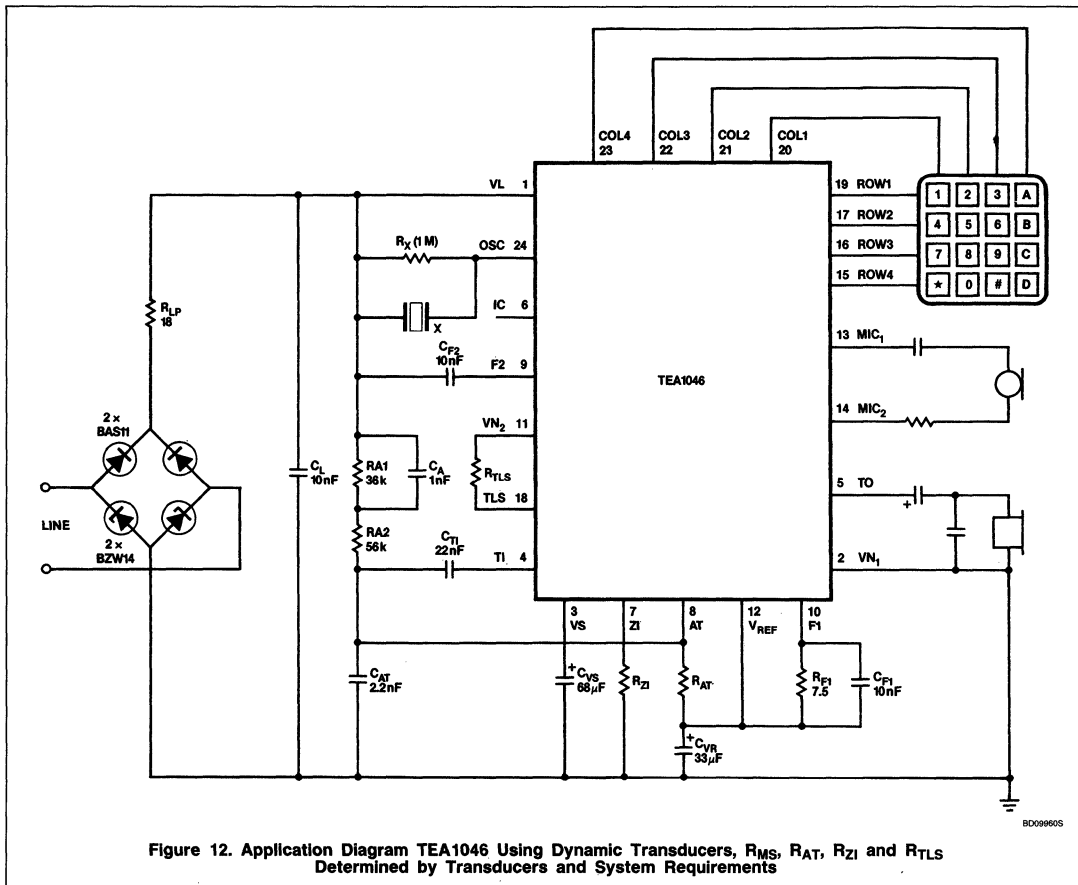 COL4 COL3 COL2 COL1
23 22 21 20
VL 1
19 ROW1
1 2 3 A
17 ROW2
4 5 6 B
R_X (1 M) OSC 24
16 ROW3
7 8 9 C
15 ROW4
* 0 # D
IC 6
R_LP
18
X
13 MIC1
C_F2
10nF
F2 9
TEA1046
14 MIC2
2 ×
BAS11
VN2 11
C_L
10nF
RA1
36k
C_A
1nF
R_TLS
TLS 18
5 TO
+
LINE
RA2
56k
2 ×
BZW14
C_TI
22nF
TI 4
2 VN1
3 7 8 12 10
VS ZI AT V_REF F1
C_AT
2.2nF
+
C_VS
68μF
R_ZI
R_AT
R_F1
7.5
C_F1
10nF
+
C_VR
33μF
BD09960S
Figure 12. Application Diagram TEA1046 Using Dynamic Transducers, R_MS, R_AT, R_ZI and R_TLS
Determined by Transducers and System Requirements